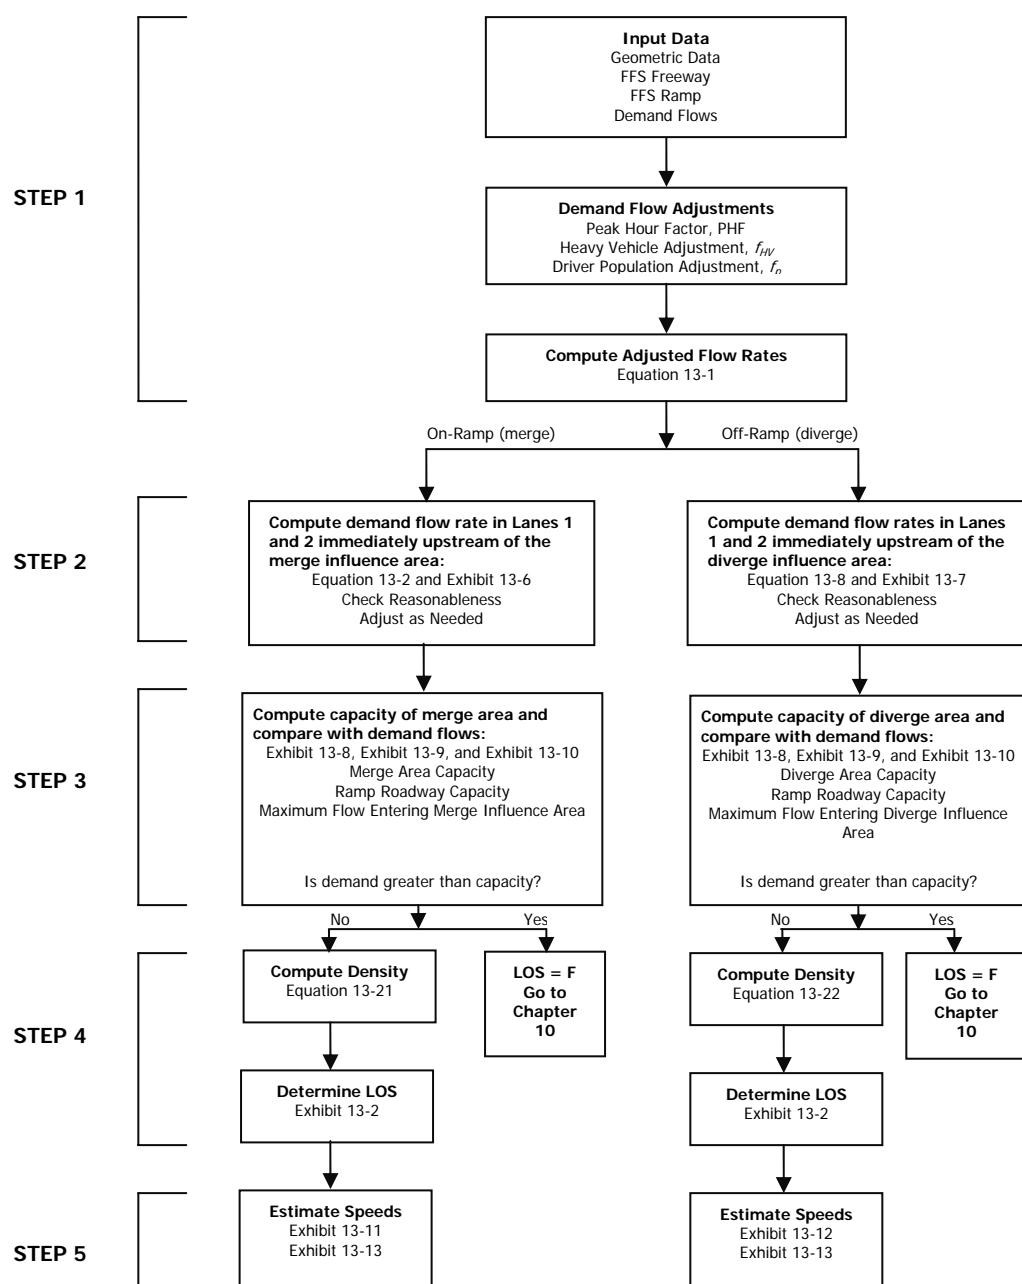 Input Data
Geometric Data
FFS Freeway
FFS Ramp
Demand Flows
STEP 1
Demand Flow Adjustments
Peak Hour Factor, PHF
Heavy Vehicle Adjustment, fHV
Driver Population Adjustment, fp
Compute Adjusted Flow Rates
Equation 13-1
On-Ramp (merge)
Off-Ramp (diverge)
STEP 2
Compute demand flow rate in Lanes 1
and 2 immediately upstream of the
merge influence area:
Equation 13-2 and Exhibit 13-6
Check Reasonableness
Adjust as Needed
Compute demand flow rates in Lanes
1 and 2 immediately upstream of the
diverge influence area:
Equation 13-8 and Exhibit 13-7
Check Reasonableness
Adjust as Needed
STEP 3
Compute capacity of merge area and
compare with demand flows:
Exhibit 13-8, Exhibit 13-9, and Exhibit 13-10
Merge Area Capacity
Ramp Roadway Capacity
Maximum Flow Entering Merge Influence Area
Is demand greater than capacity?
Compute capacity of diverge area and
compare with demand flows:
Exhibit 13-8, Exhibit 13-9, and Exhibit 13-10
Diverge Area Capacity
Ramp Roadway Capacity
Maximum Flow Entering Diverge Influence
Area
Is demand greater than capacity?
No
Yes
No
Yes
STEP 4
Compute Density
Equation 13-21
LOS = F
Go to
Chapter
10
Compute Density
Equation 13-22
LOS = F
Go to
Chapter
10
Determine LOS
Exhibit 13-2
Determine LOS
Exhibit 13-2
STEP 5
Estimate Speeds
Exhibit 13-11
Exhibit 13-13
Estimate Speeds
Exhibit 13-12
Exhibit 13-13